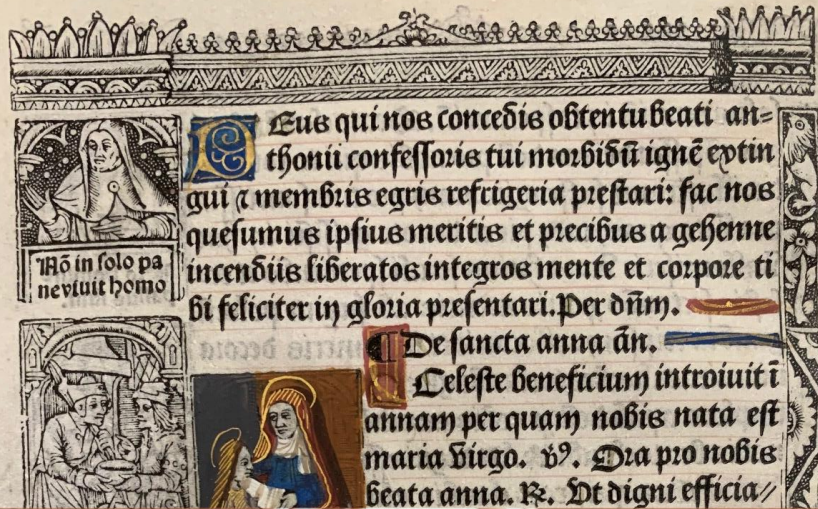 Deus qui nos concedis obtentu beati an=
thonii confessoris tui morbidū ignē extin
gui ⁊ membris egris refrigeria prestari: fac nos
quesumus ipsius meritis et precibus a gehenne
incendiis liberatos integros mente et corpore ti
bi feliciter in gloria presentari. Per dn̄m.
Nō in solo pa
ne viuit homo
¶ De sancta anna añ.
Celeste beneficium introiuit ī
annam per quam nobis nata est
maria virgo. v̉ꝰ. Ora pro nobis
beata anna. R̉. Vt digni efficia//